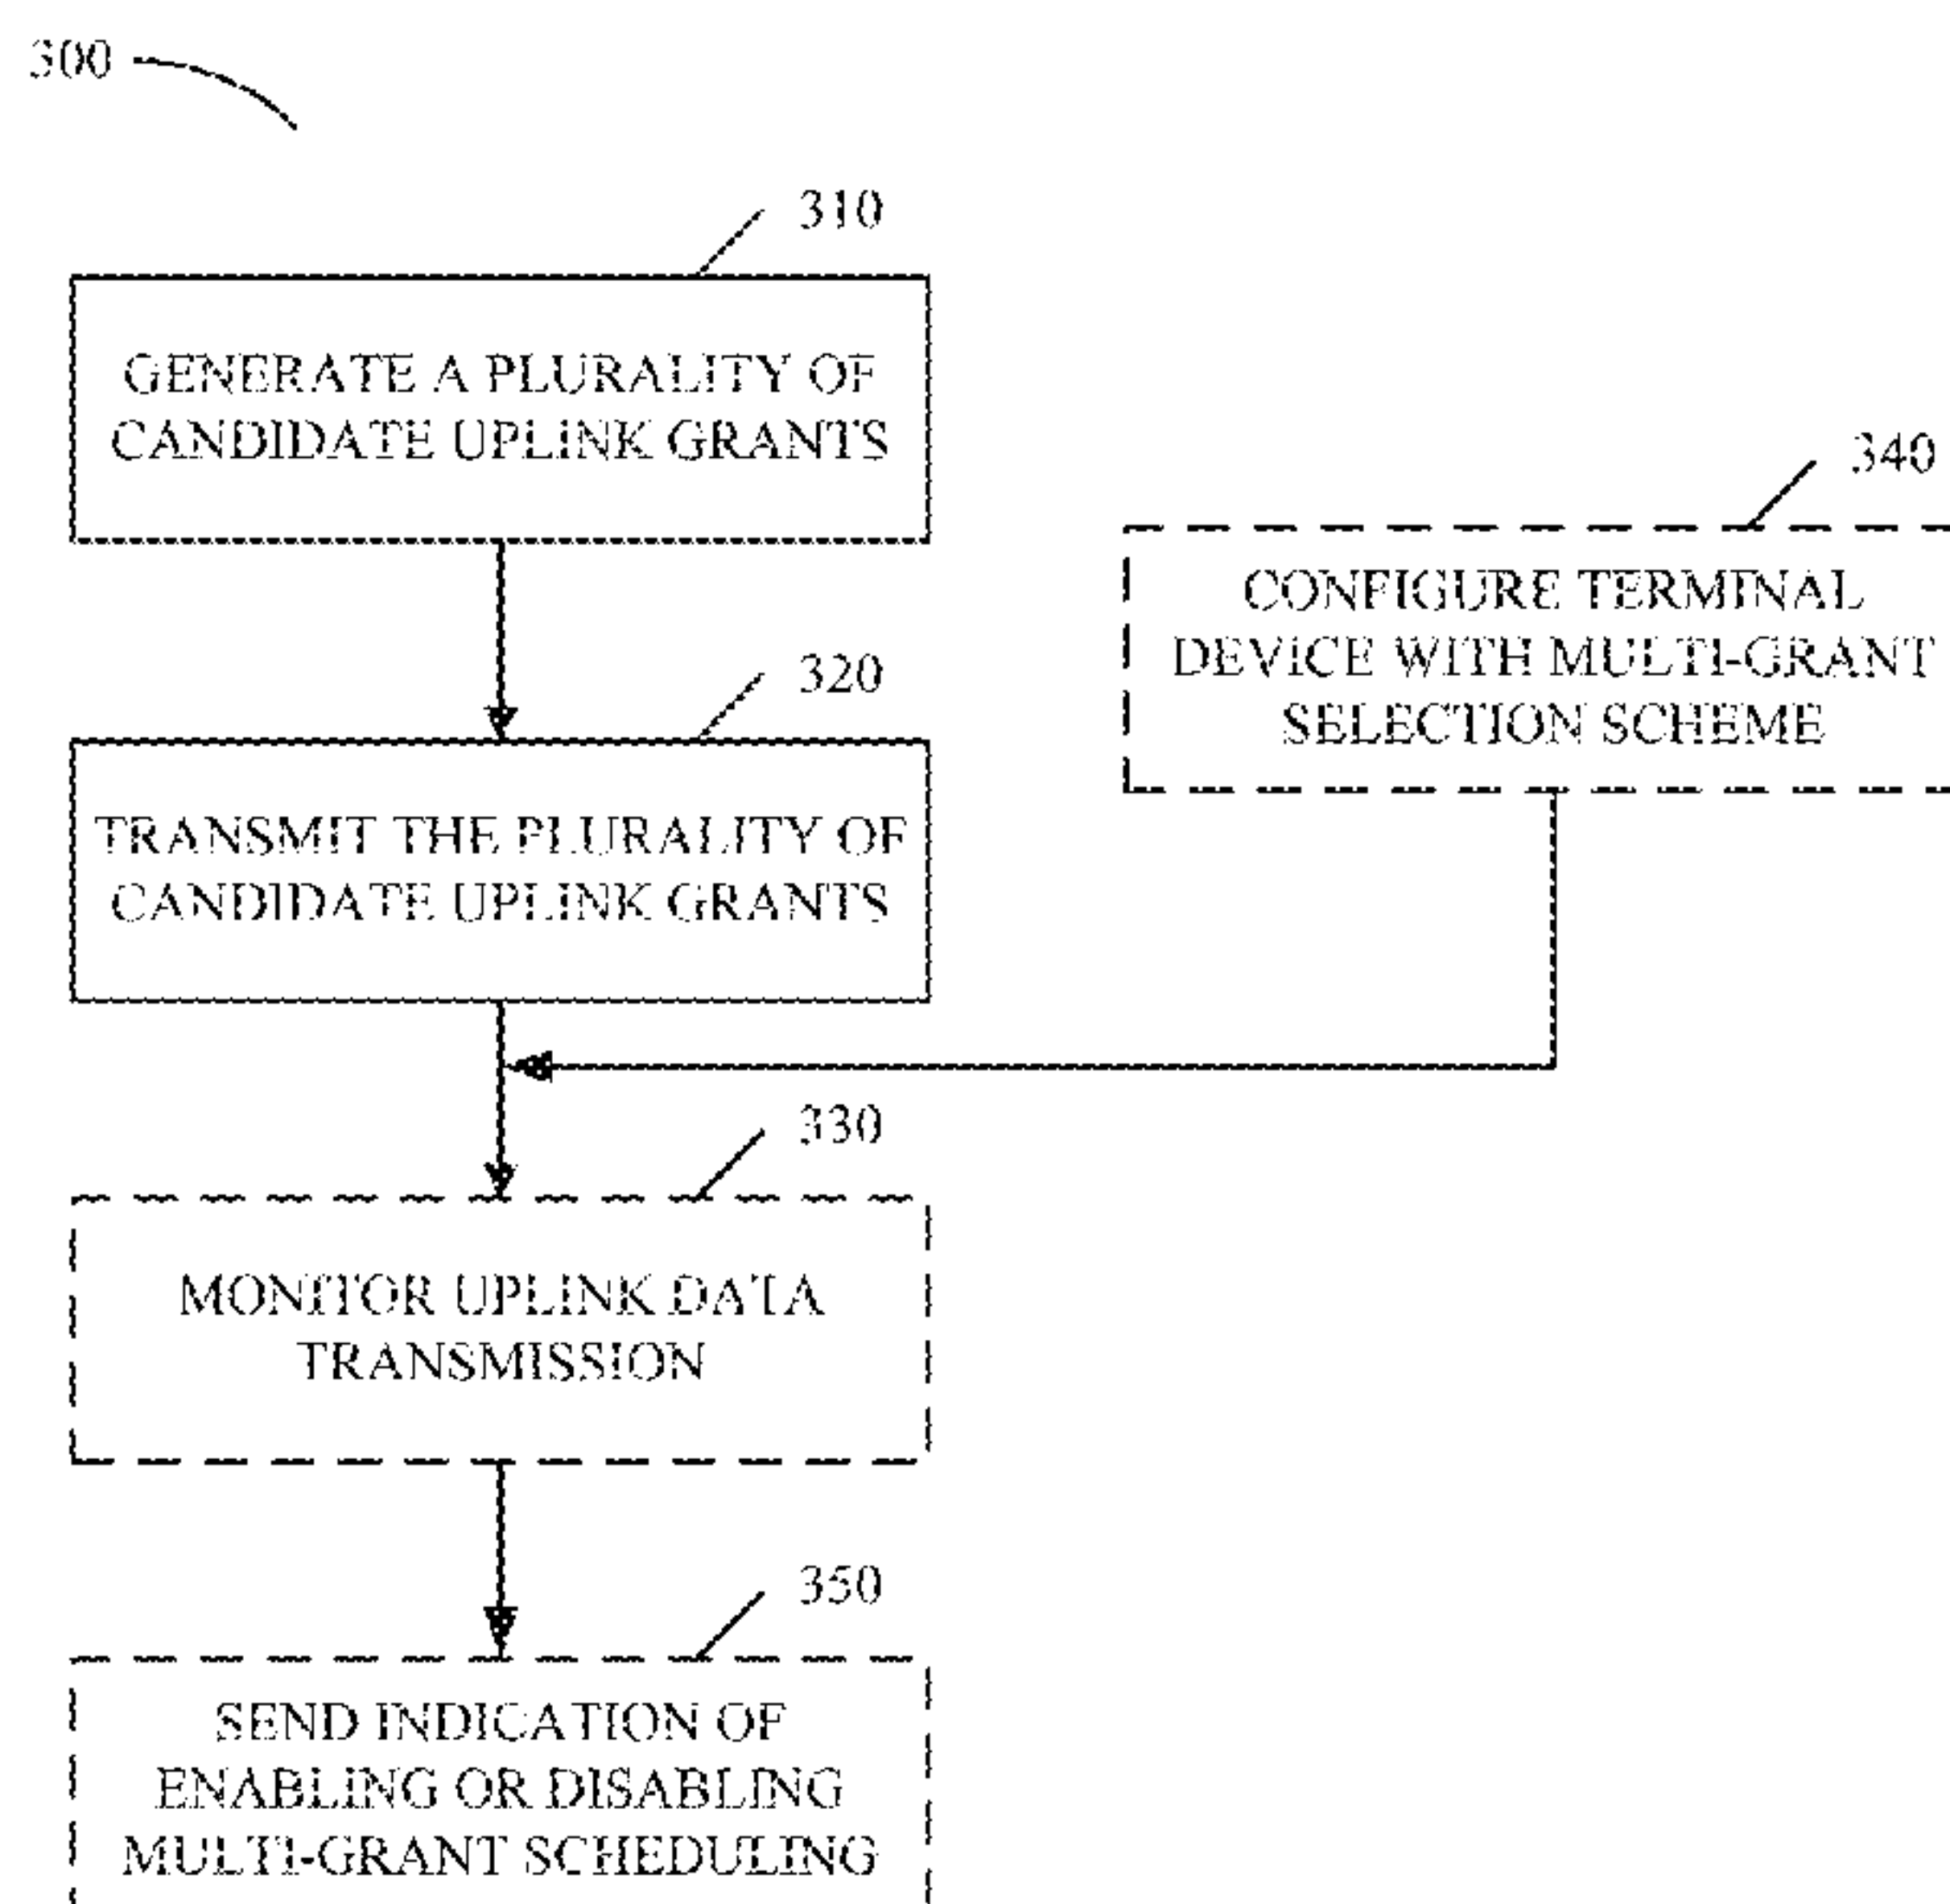 300
310
GENERATE A PLURALITY OF
CANDIDATE UPLINK GRANTS
340
CONFIGURE TERMINAL
DEVICE WITH MULTI-GRANT
SELECTION SCHEME
320
TRANSMIT THE PLURALITY OF
CANDIDATE UPLINK GRANTS
330
MONITOR UPLINK DATA
TRANSMISSION
350
SEND INDICATION OF
ENABLING OR DISABLING
MULTI-GRANT SCHEDULING